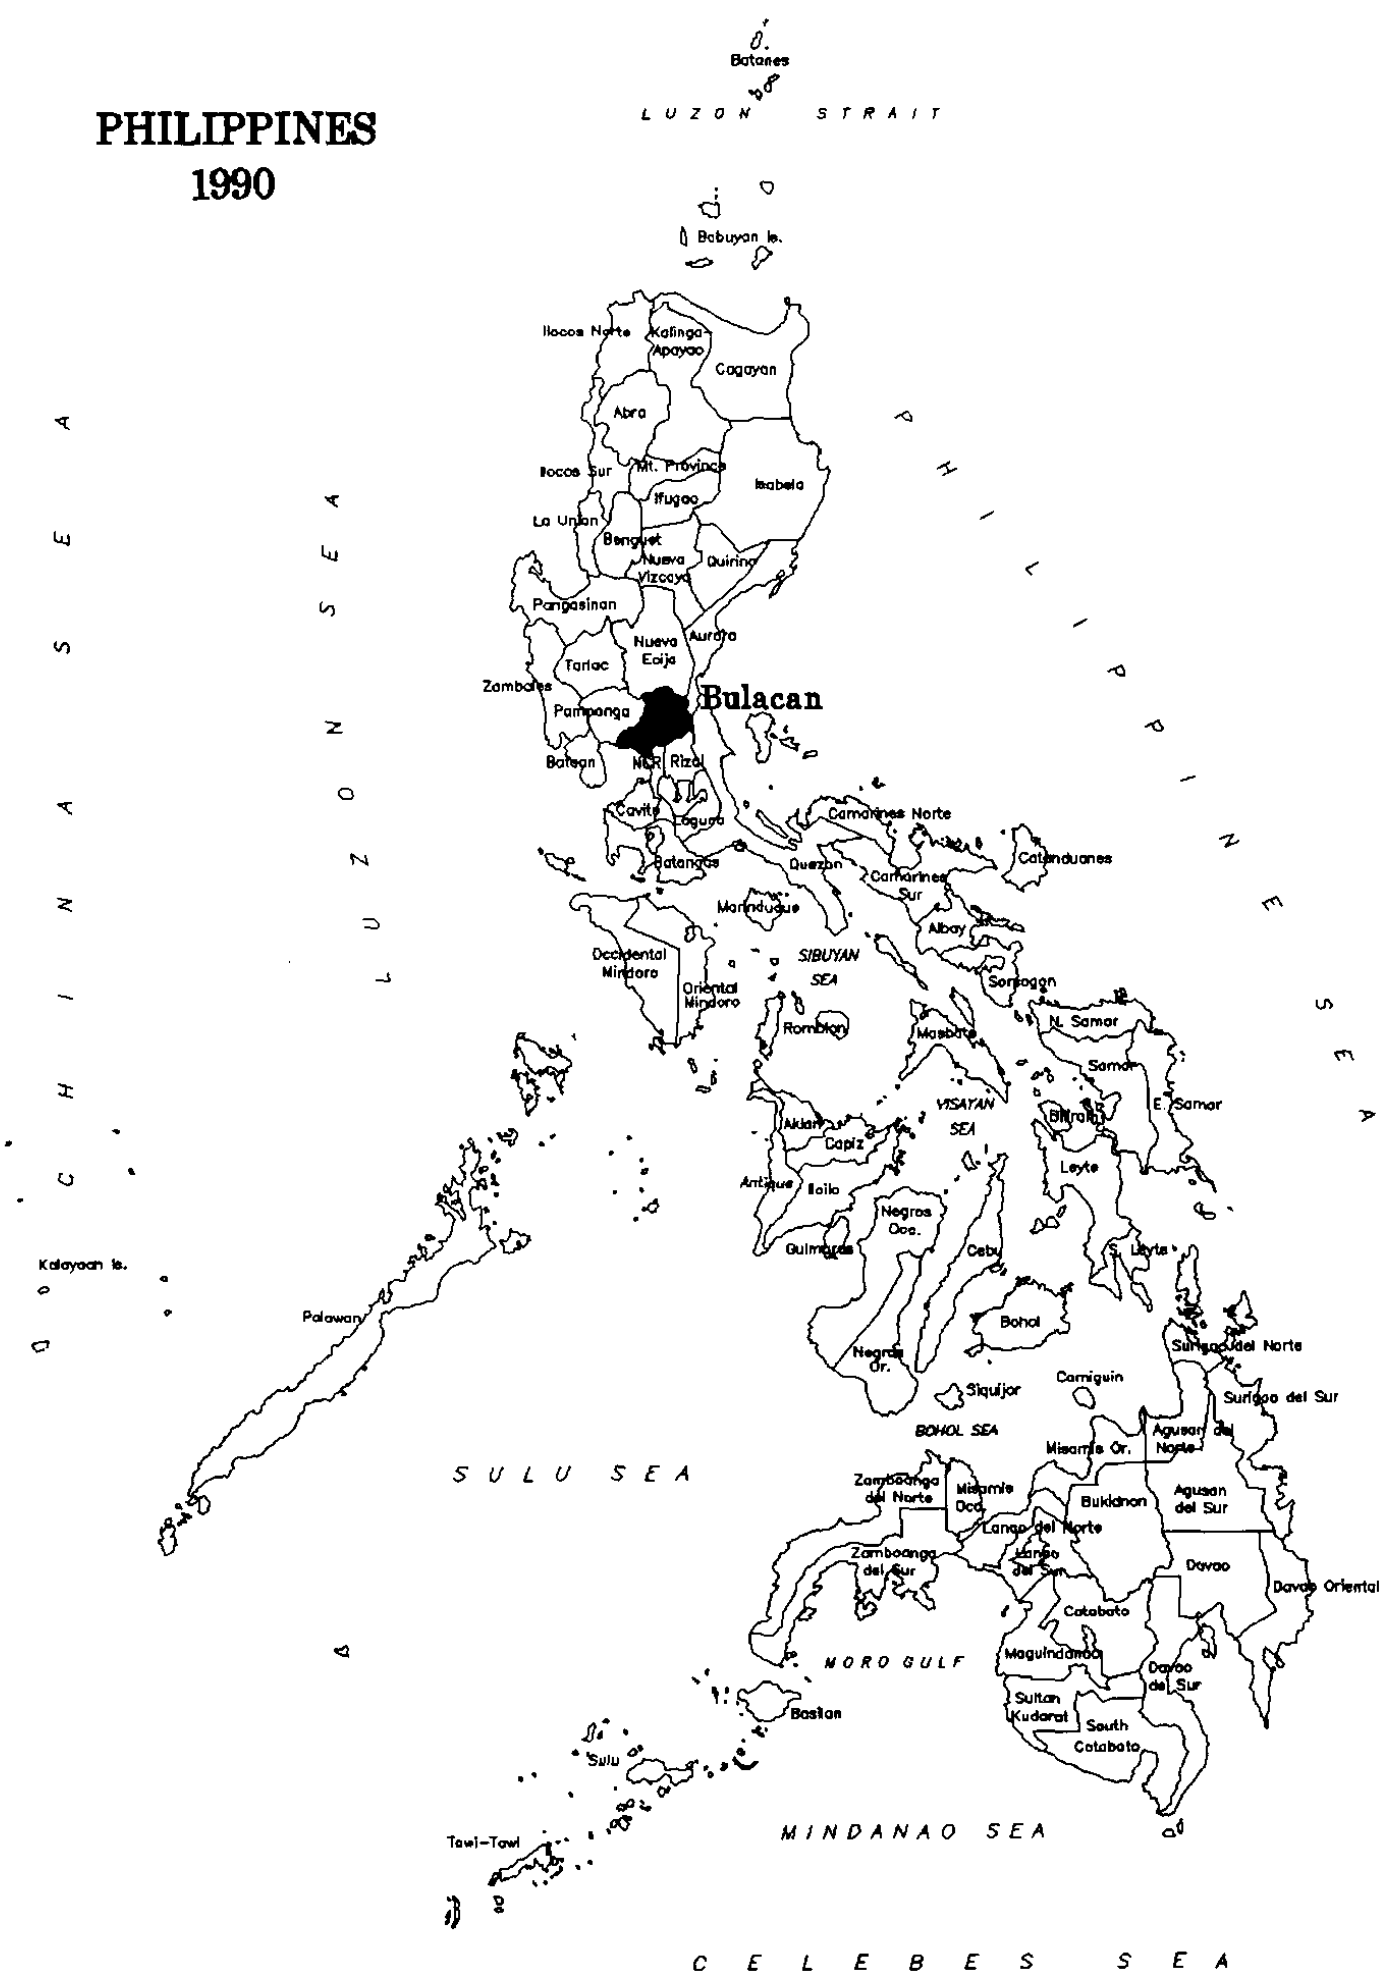 Batanes
LUZON STRAIT
PHILIPPINES
1990
Babuyan Is.
Ilocos Norte
Kalinga-
Apayao
Cagayan
Abra
Ilocos Sur
Mt. Province
Isabela
Ifugao
La Union
Benguet
Nueva
Vizcaya
Quirino
Pangasinan
Nueva
Ecija
Aurora
Tarlac
Zambales
Bulacan
Pampanga
Bataan
NCR
Rizal
Cavite
Laguna
Camarines Norte
Batangas
Quezon
Catanduanes
Camarines
Sur
Marinduque
Albay
Occidental
Mindoro
SIBUYAN
SEA
Oriental
Mindoro
Sorsogon
Romblon
Masbate
N. Samar
Samar
E. Samar
VISAYAN
SEA
Biliran
Aklan
Capiz
Leyte
Antique
Iloilo
Negros
Occ.
Guimaras
Cebu
S. Leyte
Kalayaan Is.
Palawan
Bohol
Negros
Or.
Surigao del Norte
Siquijor
Camiguin
Surigao del Sur
BOHOL SEA
Agusan del
Norte
Misamis Or.
SULU SEA
Zamboanga
del Norte
Misamis
Occ.
Bukidnon
Agusan
del Sur
Lanao del Norte
Lanao
del Sur
Zamboanga
del Sur
Davao
Davao Oriental
Cotabato
MORO GULF
Maguindanao
Davao
del Sur
Sultan
Kudarat
South
Cotabato
Basilan
Sulu
Tawi-Tawi
MINDANAO SEA
CELEBES SEA
CHINA SEA
LUZON SEA
PHILIPPINE SEA